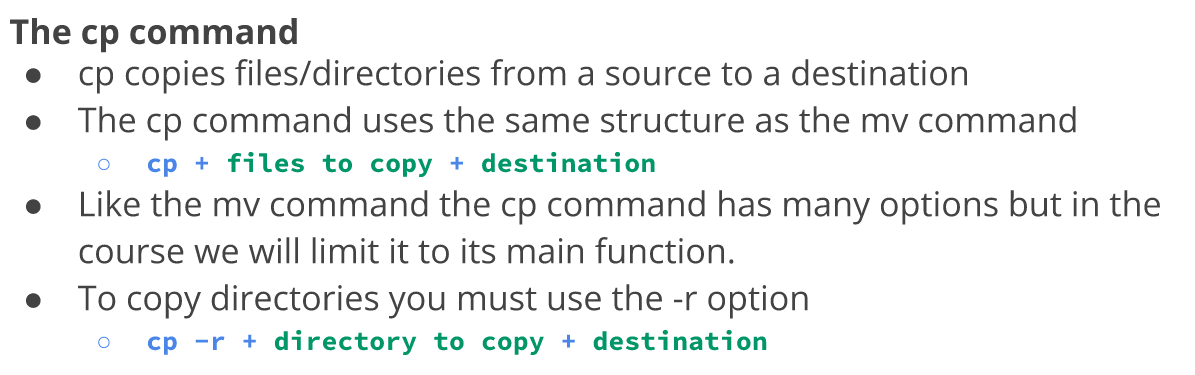 The cp command
● cp copies files/directories from a source to a destination
● The cp command uses the same structure as the mv command
○ cp + files to copy + destination
● Like the mv command the cp command has many options but in the
course we will limit it to its main function.
● To copy directories you must use the -r option
○ cp -r + directory to copy + destination